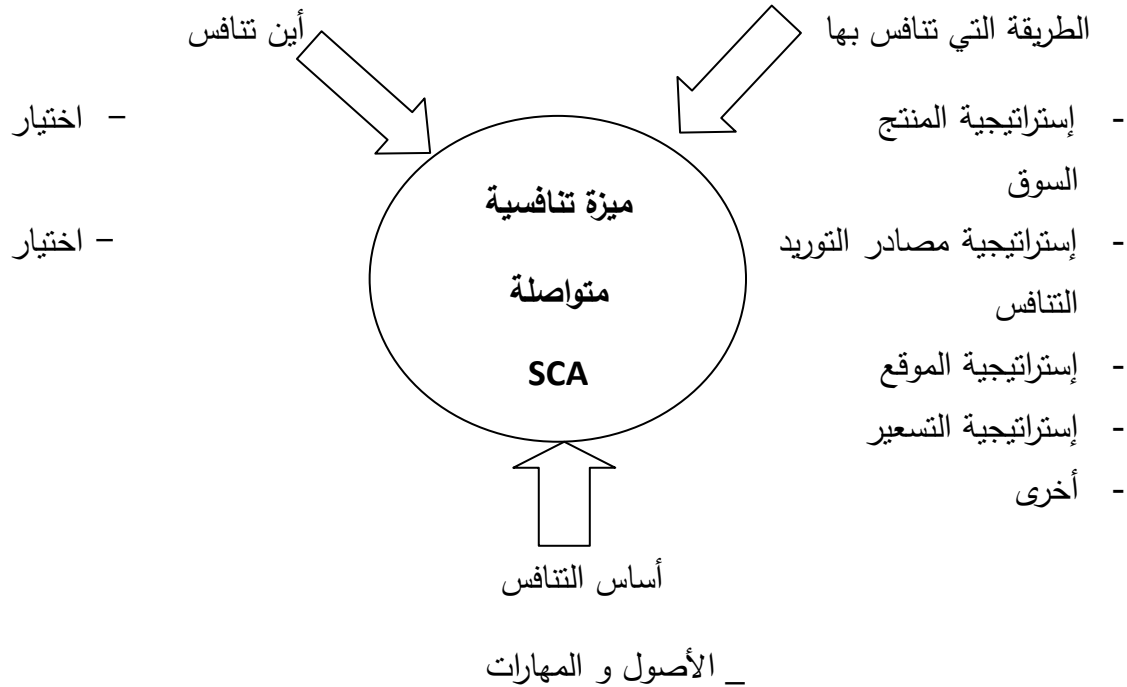 الطريقة التي تنافس بها
أين تنافس
- إستراتيجية المنتج
- اختيار
السوق
- إستراتيجية مصادر التوريد
- اختيار
التنافس
- إستراتيجية الموقع
- إستراتيجية التسعير
- أخرى
ميزة تنافسية
متواصلة
SCA
أساس التنافس
_ الأصول و المهارات